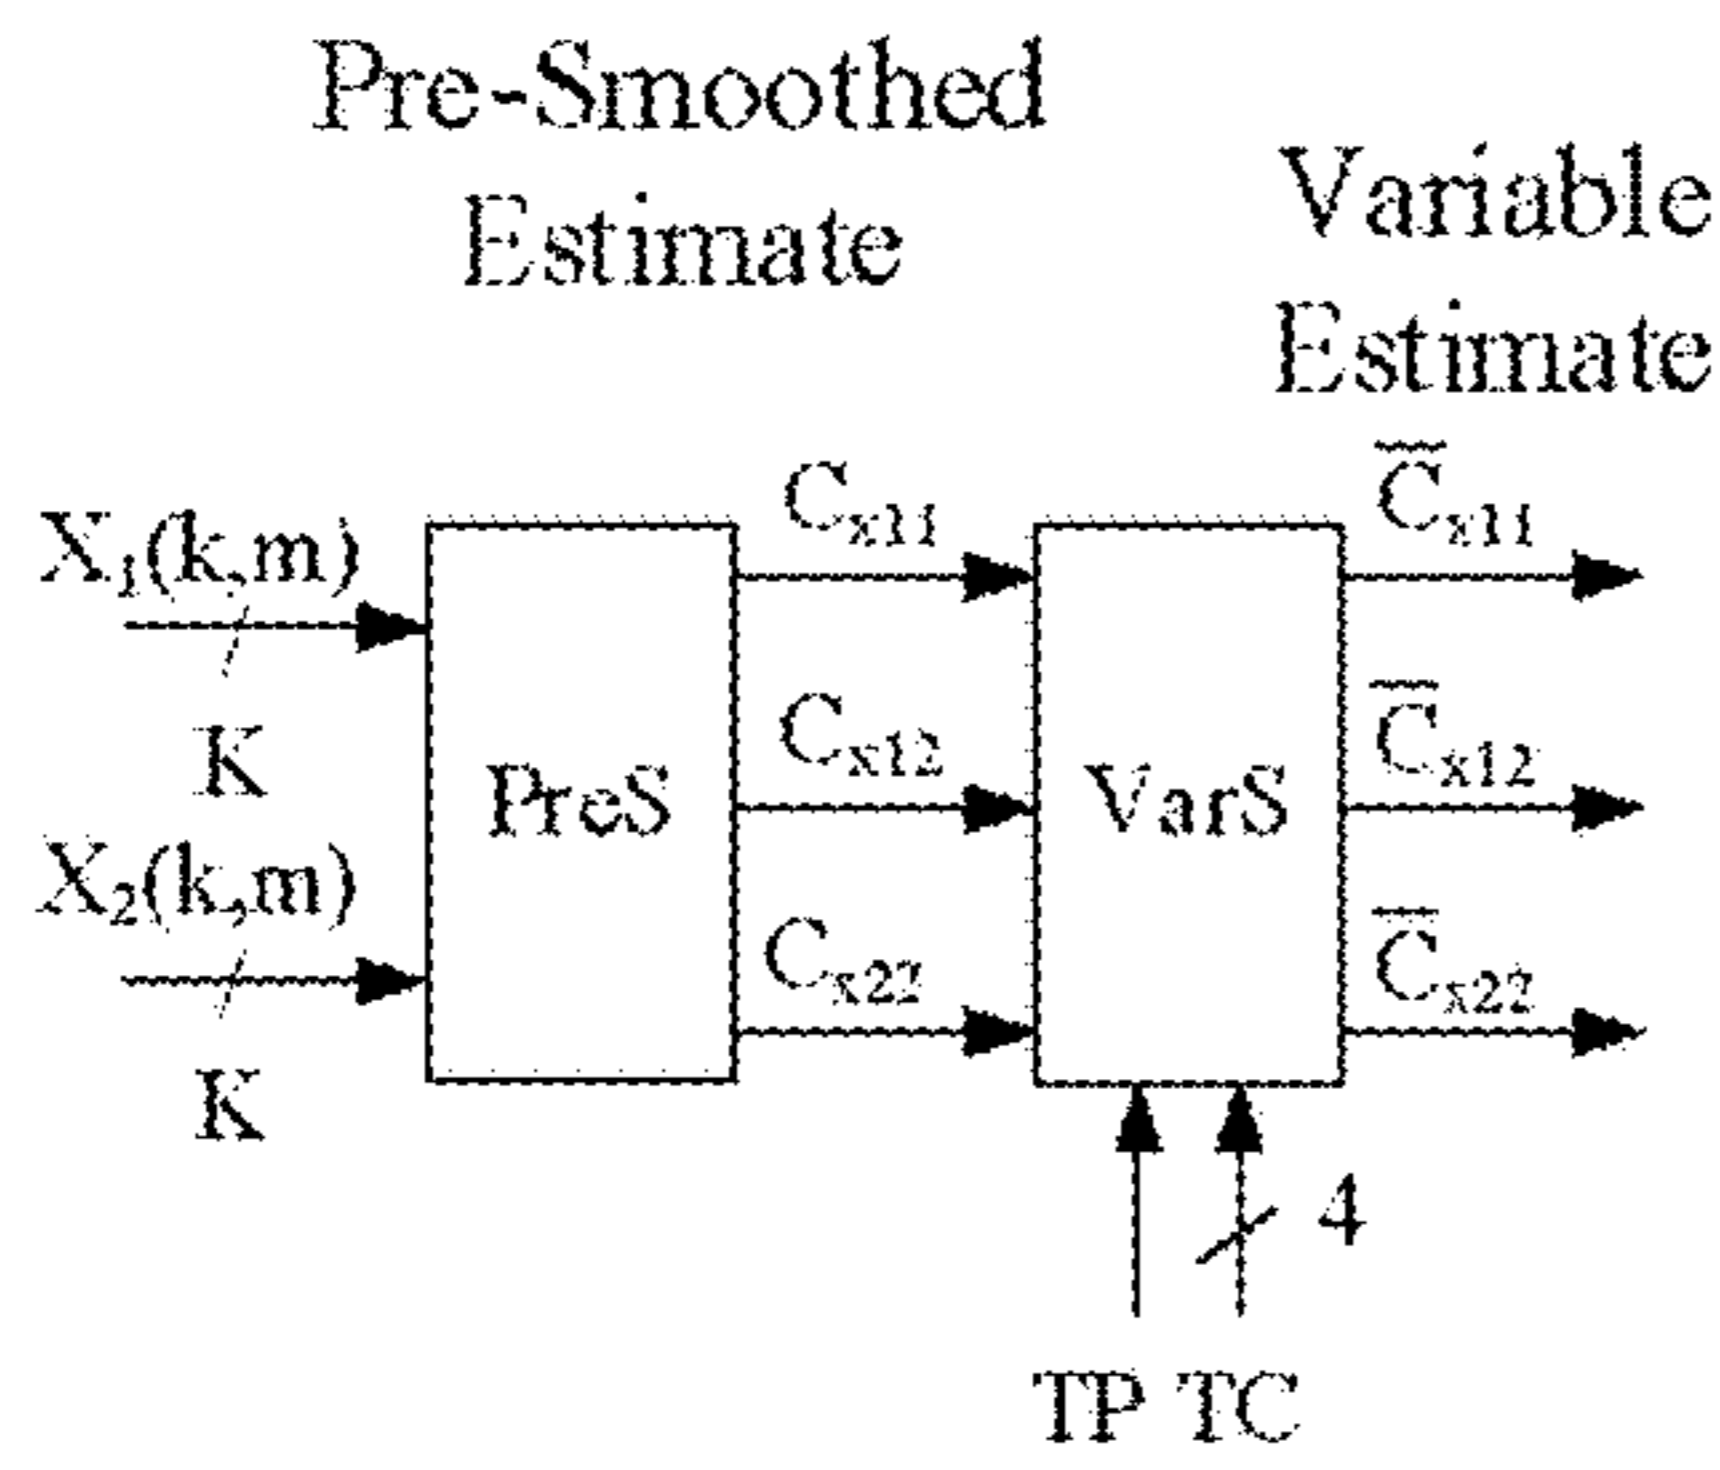 Pre-Smoothed
Estimate
Variable
Estimate
X₁(k,m)
K
X₂(k,m)
K
PreS
Cₓ₁₁
Cₓ₁₂
Cₓ₂₂
VarS
C̅ₓ₁₁
C̅ₓ₁₂
C̅ₓ₂₂
4
TP TC